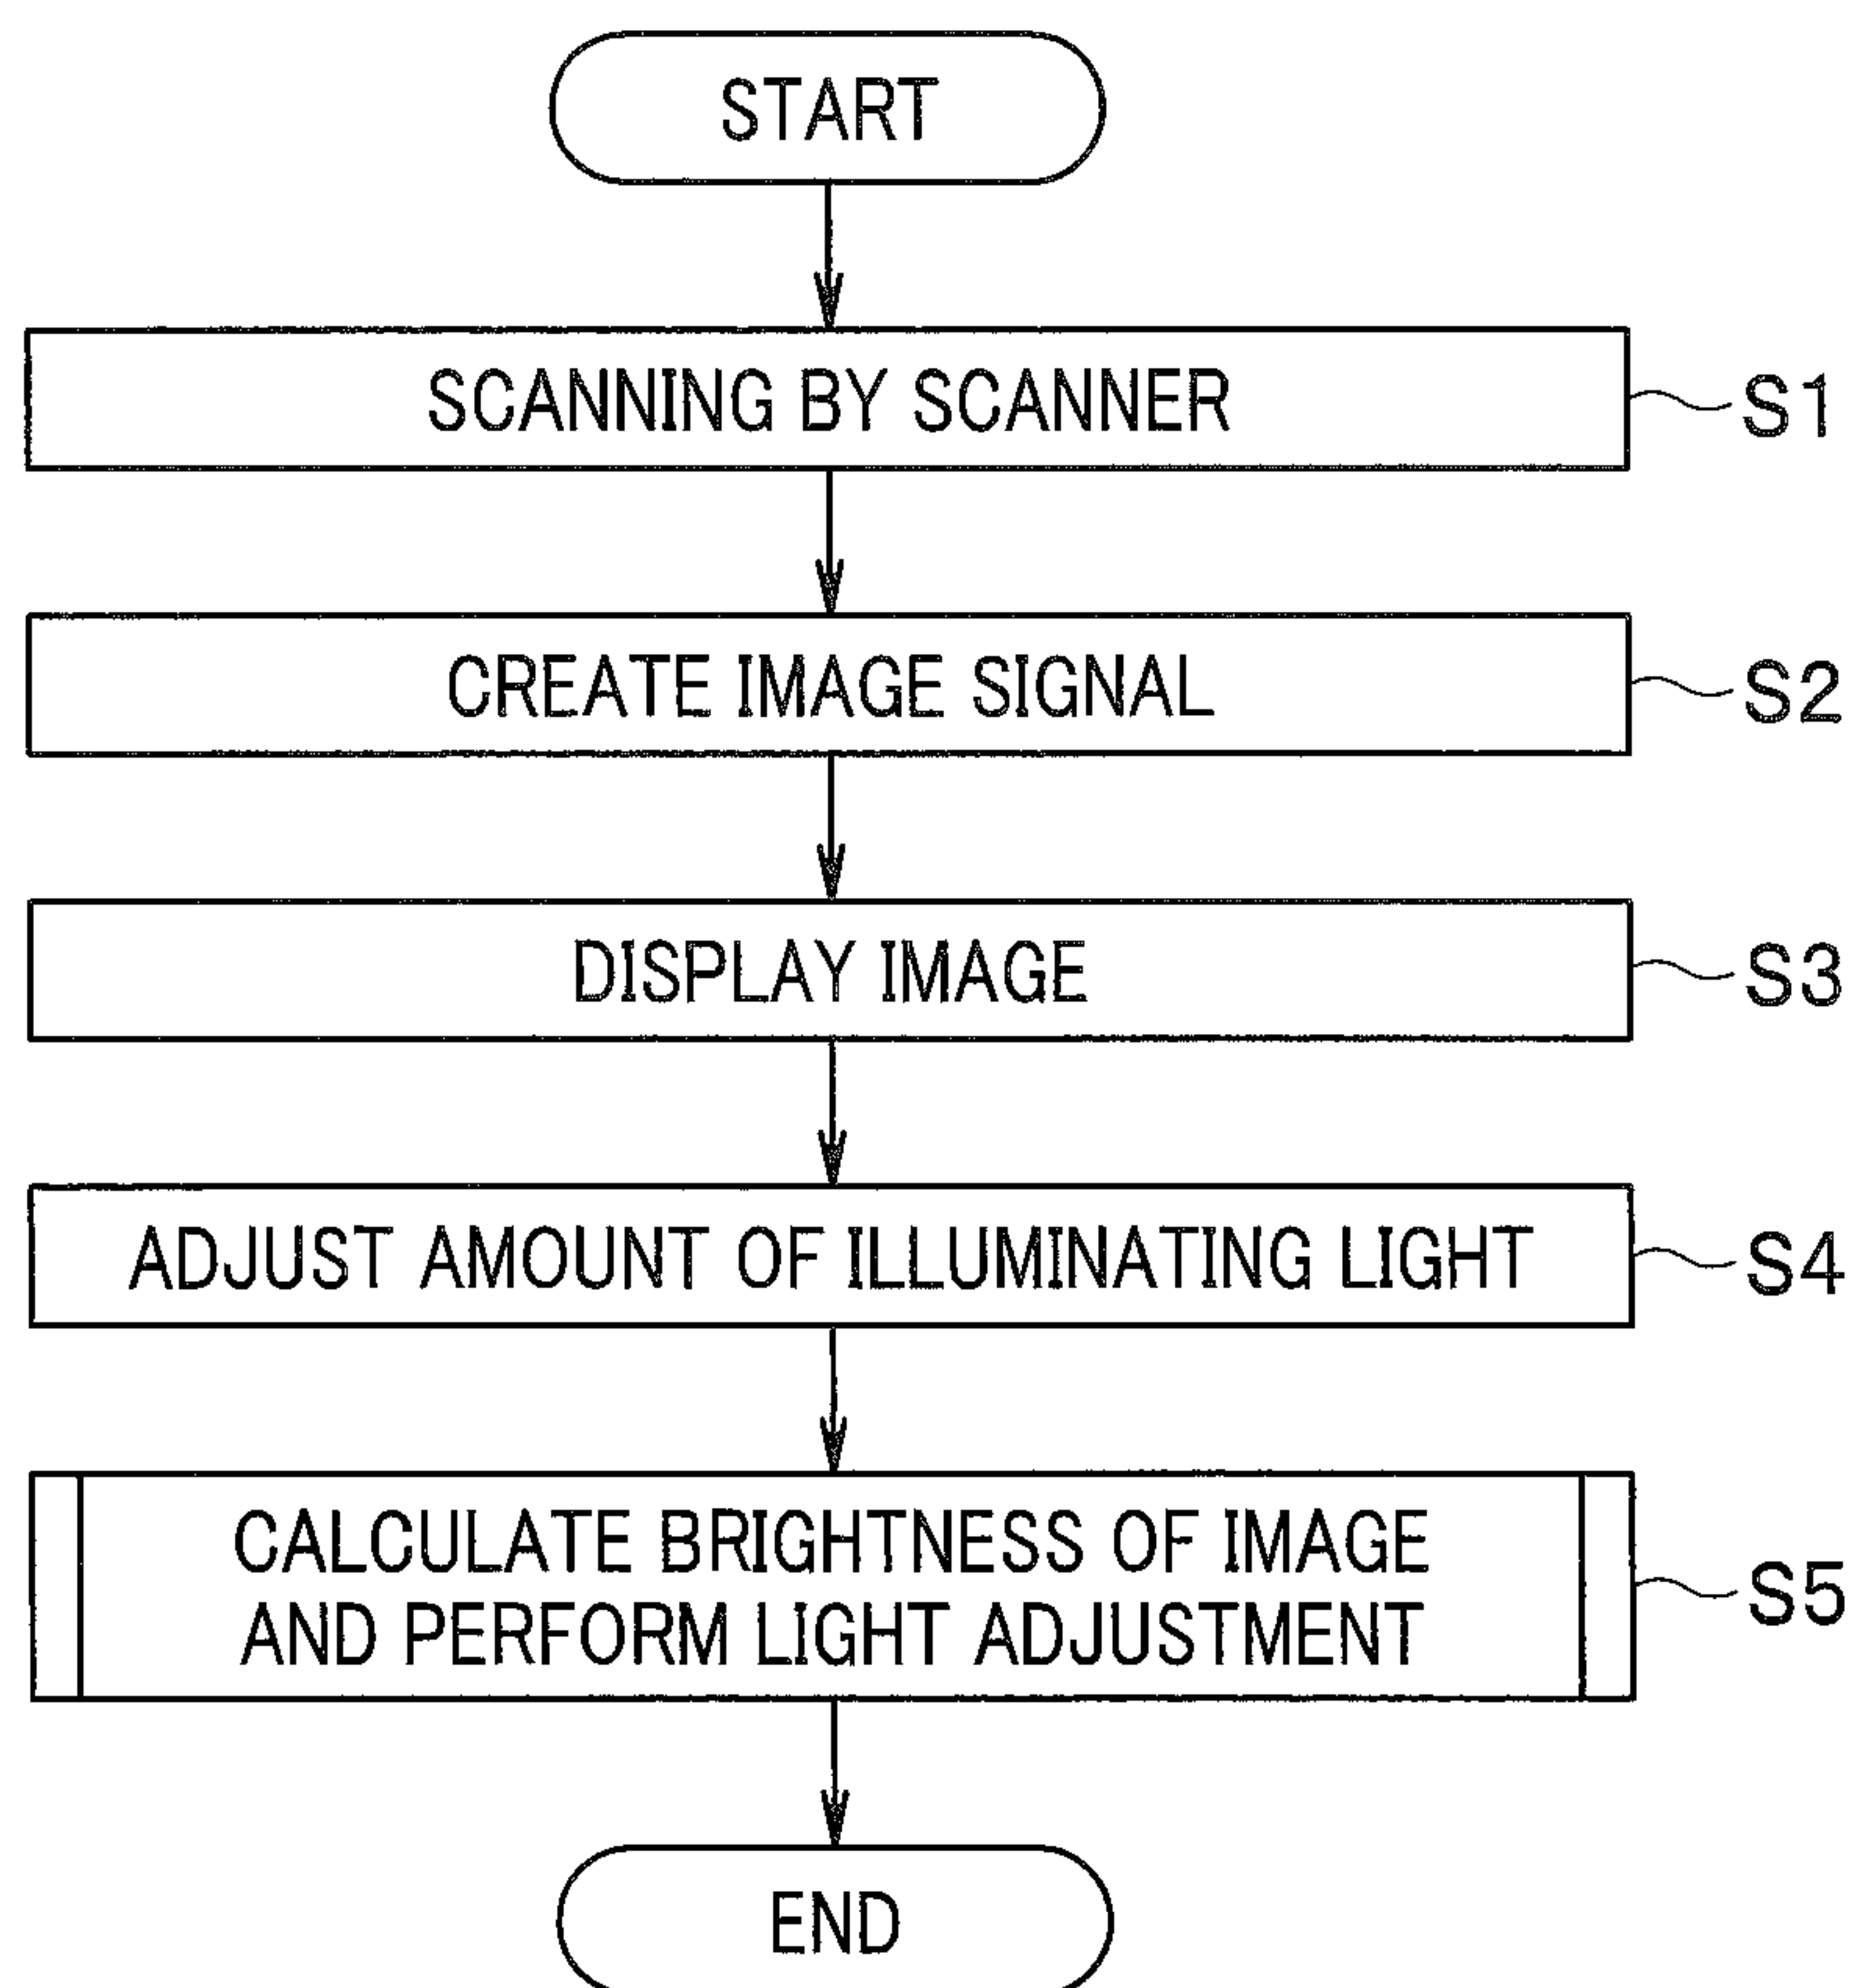 START
SCANNING BY SCANNER
S1
CREATE IMAGE SIGNAL
S2
DISPLAY IMAGE
S3
ADJUST AMOUNT OF ILLUMINATING LIGHT
S4
CALCULATE BRIGHTNESS OF IMAGE
AND PERFORM LIGHT ADJUSTMENT
S5
END